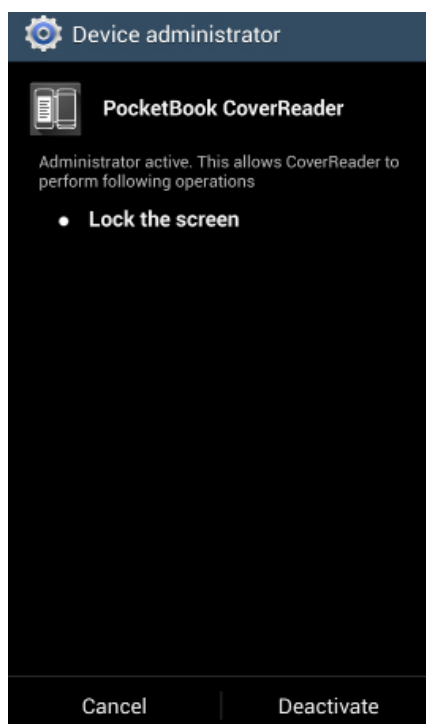 Device administrator
PocketBook CoverReader
Administrator active. This allows CoverReader to
perform following operations
● Lock the screen
Cancel Deactivate